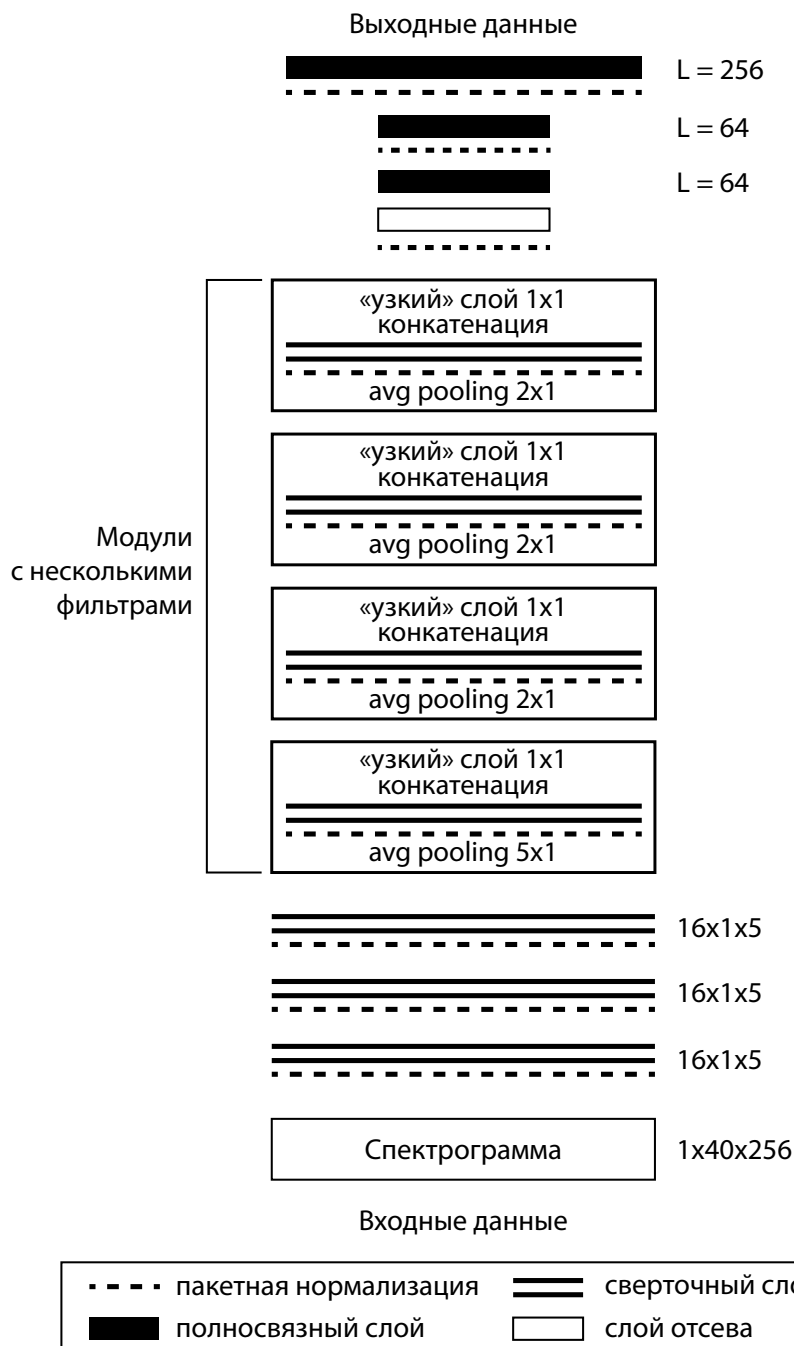 Выходные данные
L = 256
L = 64
L = 64
«узкий» слой 1x1
конкатенация
avg pooling 2x1
«узкий» слой 1x1
конкатенация
avg pooling 2x1
Модули
с несколькими
фильтрами
«узкий» слой 1x1
конкатенация
avg pooling 2x1
«узкий» слой 1x1
конкатенация
avg pooling 5x1
16x1x5
16x1x5
16x1x5
Спектрограмма 1x40x256
Входные данные
пакетная нормализация сверточный сло
полносвязный слой слой отсева